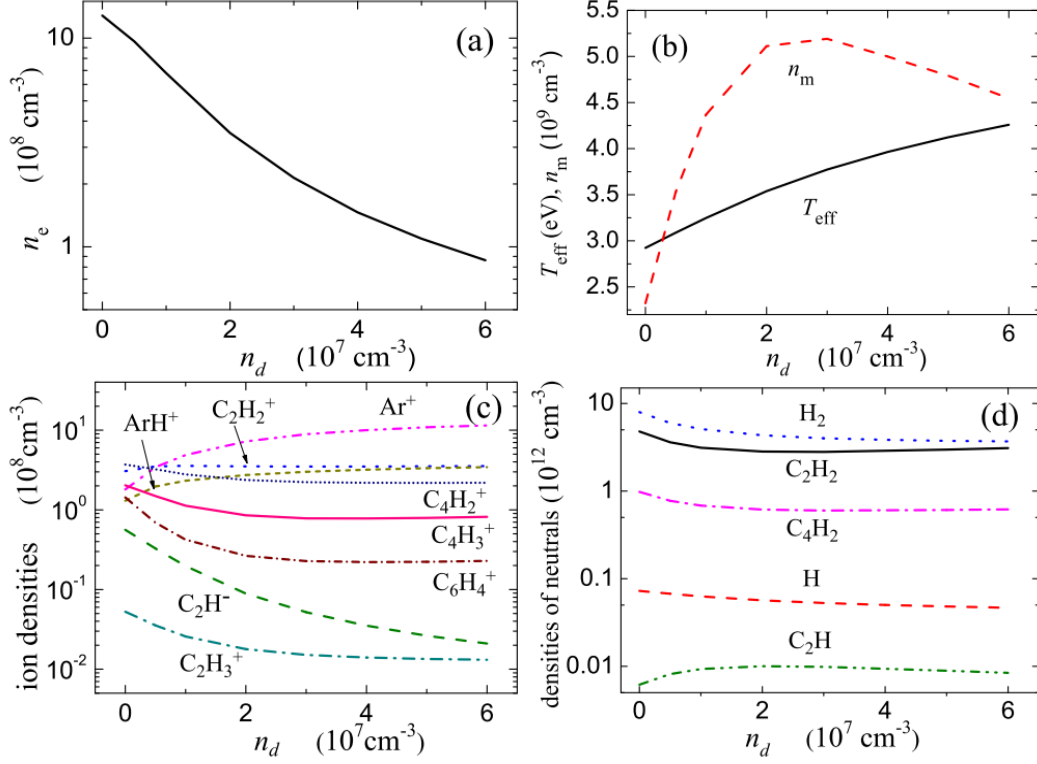 (a)
10
1
n_e (10^8 cm^-3)
0 2 4 6
n_d (10^7 cm^-3)
(b)
5.5
5.0
4.5
4.0
3.5
3.0
2.5
n_m
T_eff
T_eff (eV), n_m (10^9 cm^-3)
0 2 4 6
n_d (10^7 cm^-3)
(c)
ArH^+
C_2H_2^+
Ar^+
10^1
10^0
10^-1
10^-2
C_4H_2^+
C_4H_3^+
C_6H_4^+
C_2H^-
C_2H_3^+
ion densities (10^8 cm^-3)
0 2 4 6
n_d (10^7cm^-3)
(d)
10
1
0.1
0.01
H_2
C_2H_2
C_4H_2
H
C_2H
densities of neutrals (10^12 cm^-3)
0 2 4 6
n_d (10^7 cm^-3)